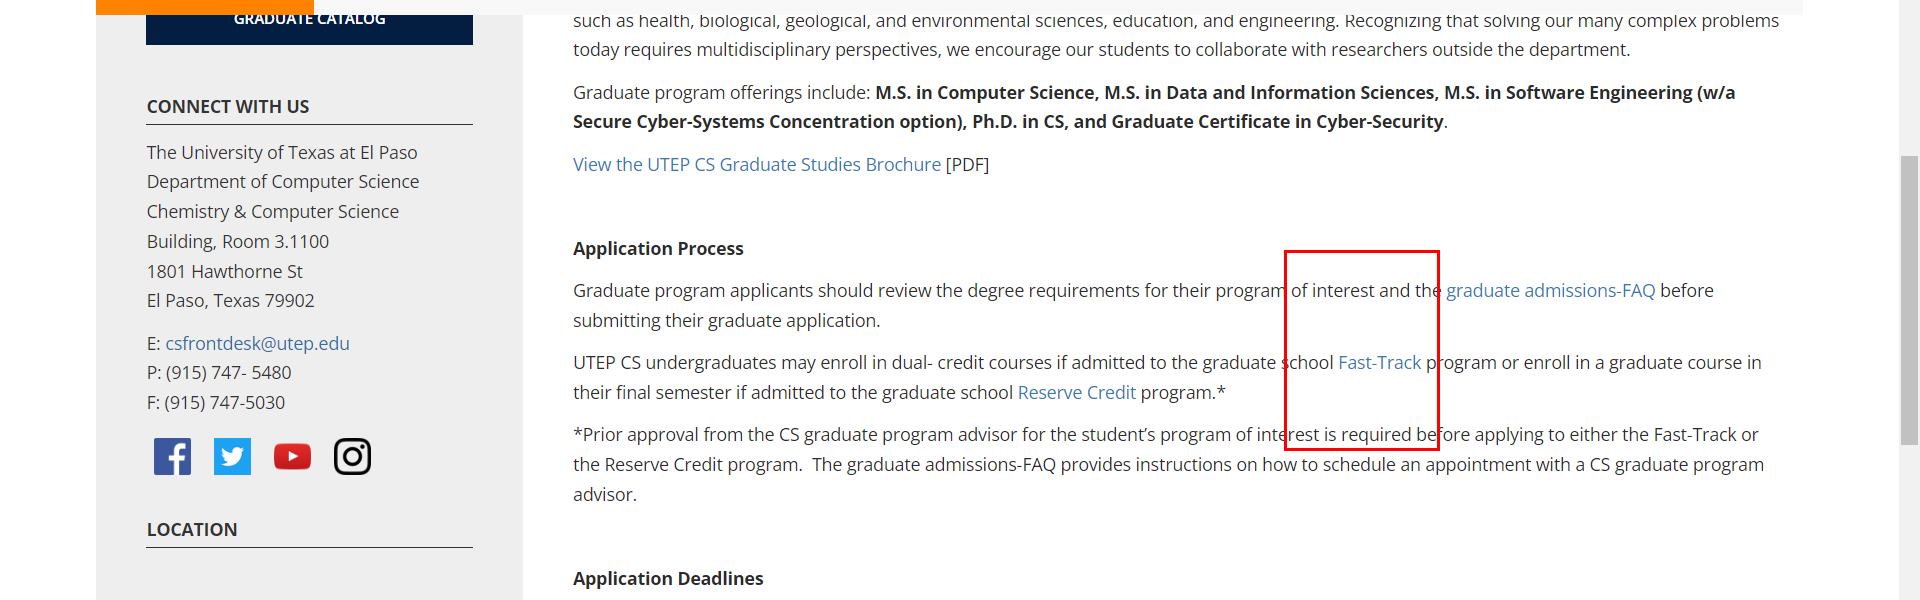 GRADUATE CATALOG
CONNECT WITH US
The University of Texas at El Paso
Department of Computer Science
Chemistry & Computer Science
Building, Room 3.1100
1801 Hawthorne St
El Paso, Texas 79902
E: csfrontdesk@utep.edu
P: (915) 747- 5480
F: (915) 747-5030
LOCATION
such as health, biological, geological, and environmental sciences, education, and engineering. Recognizing that solving our many complex problems
today requires multidisciplinary perspectives, we encourage our students to collaborate with researchers outside the department.
Graduate program offerings include: M.S. in Computer Science, M.S. in Data and Information Sciences, M.S. in Software Engineering (w/a
Secure Cyber-Systems Concentration option), Ph.D. in CS, and Graduate Certificate in Cyber-Security.
View the UTEP CS Graduate Studies Brochure [PDF]
Application Process
Graduate program applicants should review the degree requirements for their program of interest and the graduate admissions-FAQ before
submitting their graduate application.
UTEP CS undergraduates may enroll in dual- credit courses if admitted to the graduate school Fast-Track program or enroll in a graduate course in
their final semester if admitted to the graduate school Reserve Credit program.*
*Prior approval from the CS graduate program advisor for the student’s program of interest is required before applying to either the Fast-Track or
the Reserve Credit program.  The graduate admissions-FAQ provides instructions on how to schedule an appointment with a CS graduate program
advisor.
Application Deadlines